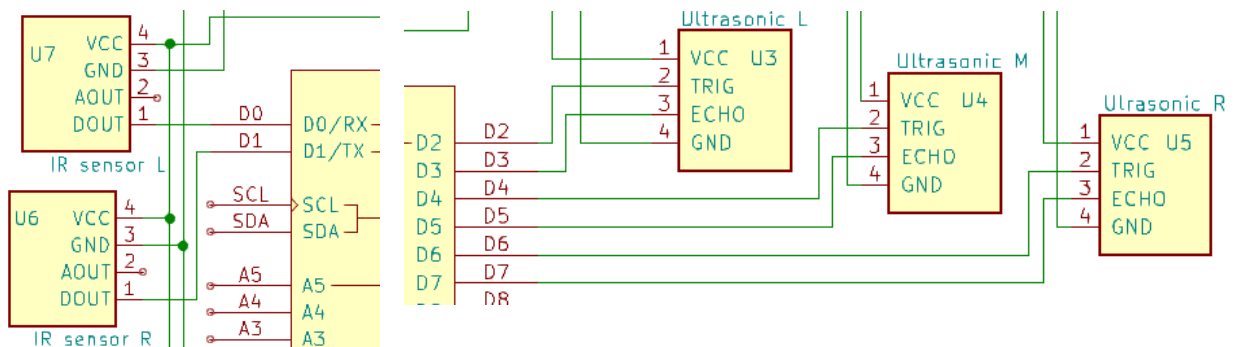 U7
VCC 4
GND 3
AOUT 2
DOUT 1
IR sensor L
U6
VCC 4
GND 3
AOUT 2
DOUT 1
IR sensor R
D0 D0/RX
D1 D1/TX
SCL SCL
SDA SDA
A5 A5
A4 A4
A3 A3
D2 D2
D3 D3
D4 D4
D5 D5
D6 D6
D7 D7
D8
Ultrasonic L
1 VCC U3
2 TRIG
3 ECHO
4 GND
Ultrasonic M
1 VCC U4
2 TRIG
3 ECHO
4 GND
Ulrasonic R
1 VCC U5
2 TRIG
3 ECHO
4 GND